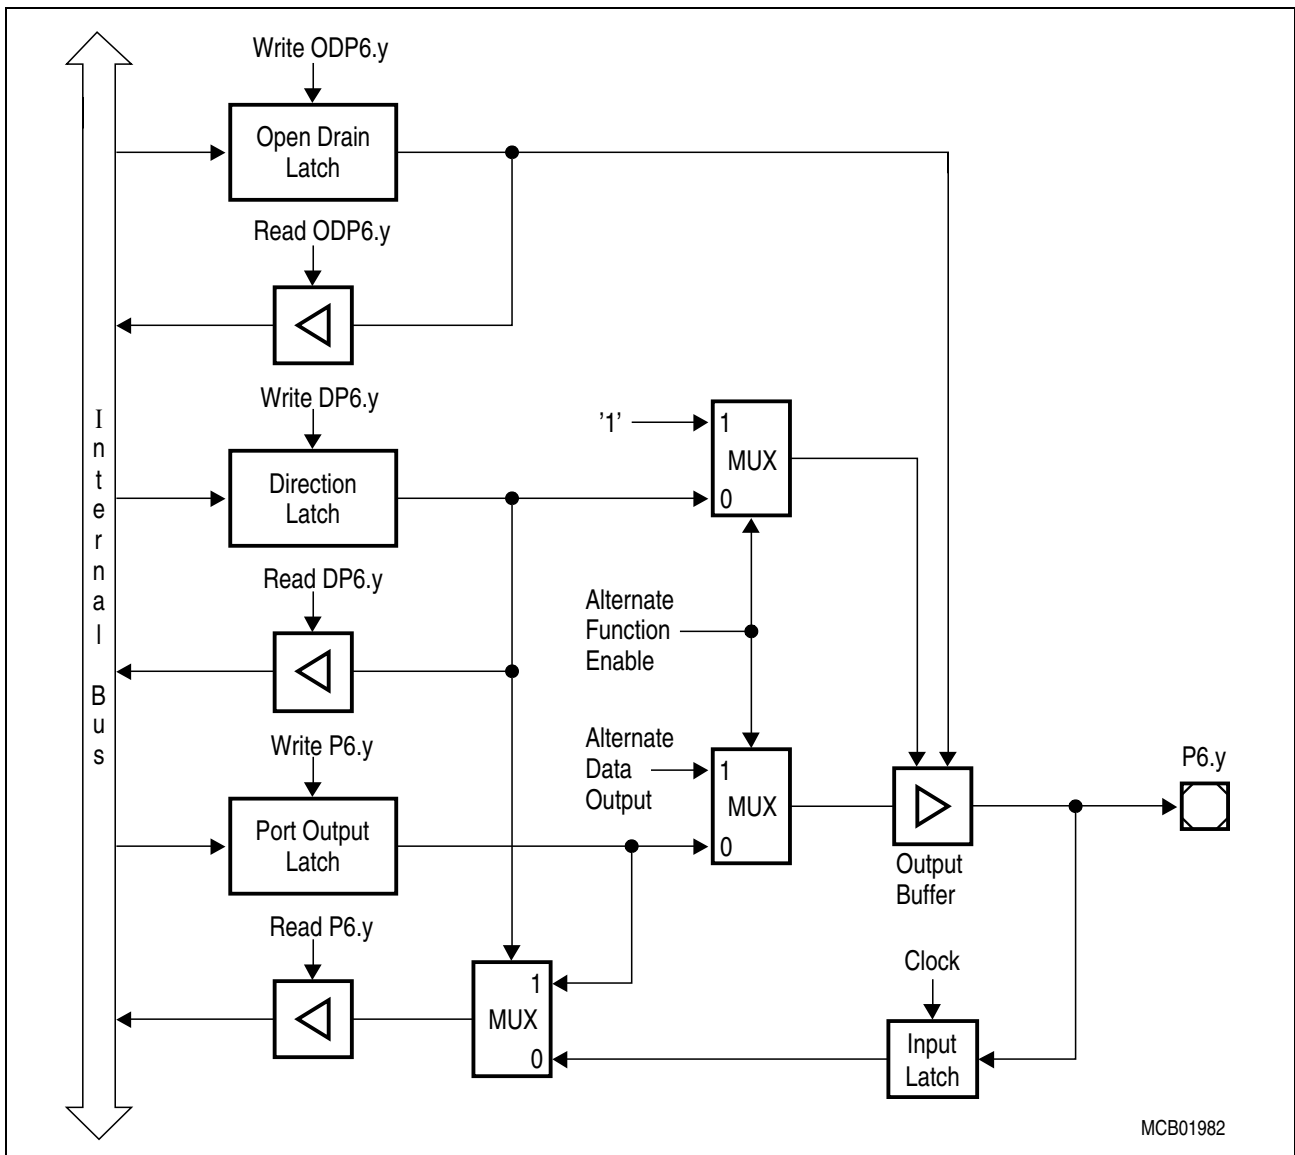 Write ODP6.y
Open Drain
Latch
Read ODP6.y
Write DP6.y
Internal Bus
'1'
1
MUX
0
Direction
Latch
Read DP6.y
Alternate
Function
Enable
Write P6.y
Alternate
Data
Output
1
MUX
0
P6.y
Port Output
Latch
Output
Buffer
Read P6.y
Clock
1
MUX
0
Input
Latch
MCB01982